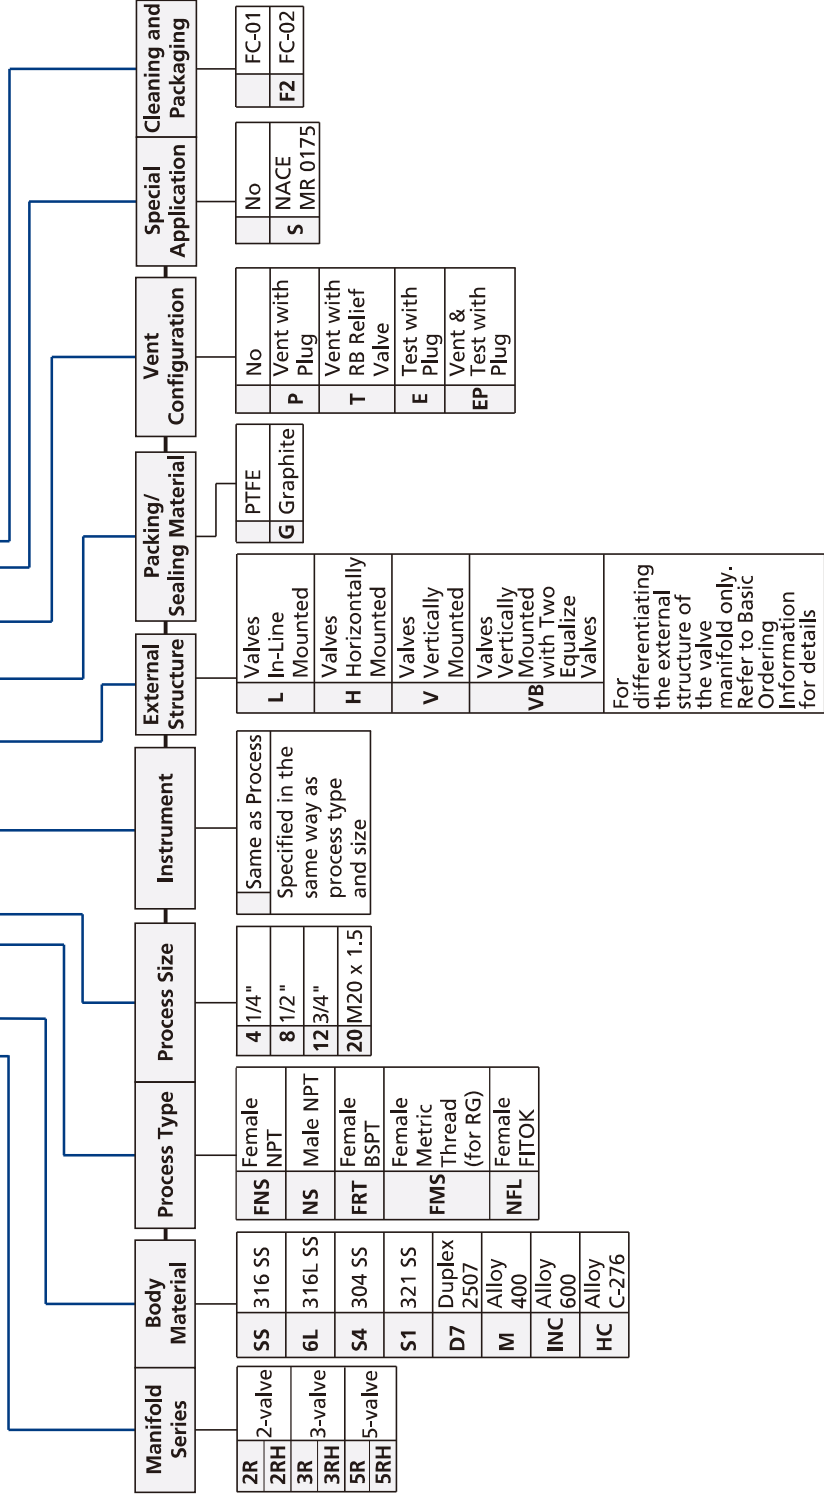 Manifold
Series
2R
2RH
2-valve
3R
3RH
3-valve
5R
5RH
5-valve
Body
Material
SS 316 SS
6L 316L SS
S4 304 SS
S1 321 SS
D7 Duplex
2507
M Alloy
400
INC Alloy
600
HC Alloy
C-276
Process Type
FNS Female
NPT
NS Male NPT
FRT Female
BSPT
FMS Female
Metric
Thread
(for RG)
NFL Female
FITOK
Process Size
4 1/4"
8 1/2"
12 3/4"
20 M20 x 1.5
Instrument
Same as Process
Specified in the
same way as
process type
and size
External
Structure
L Valves
In-Line
Mounted
H Valves
Horizontally
Mounted
V Valves
Vertically
Mounted
VB Valves
Vertically
Mounted
with Two
Equalize
Valves
For
differentiating
the external
structure of
the valve
manifold only.
Refer to Basic
Ordering
Information
for details
Packing/
Sealing Material
PTFE
G Graphite
Vent
Configuration
No
P Vent with
Plug
T Vent with
RB Relief
Valve
E Test with
Plug
EP Vent &
Test with
Plug
Special
Application
No
S NACE
MR 0175
Cleaning and
Packaging
FC-01
F2 FC-02